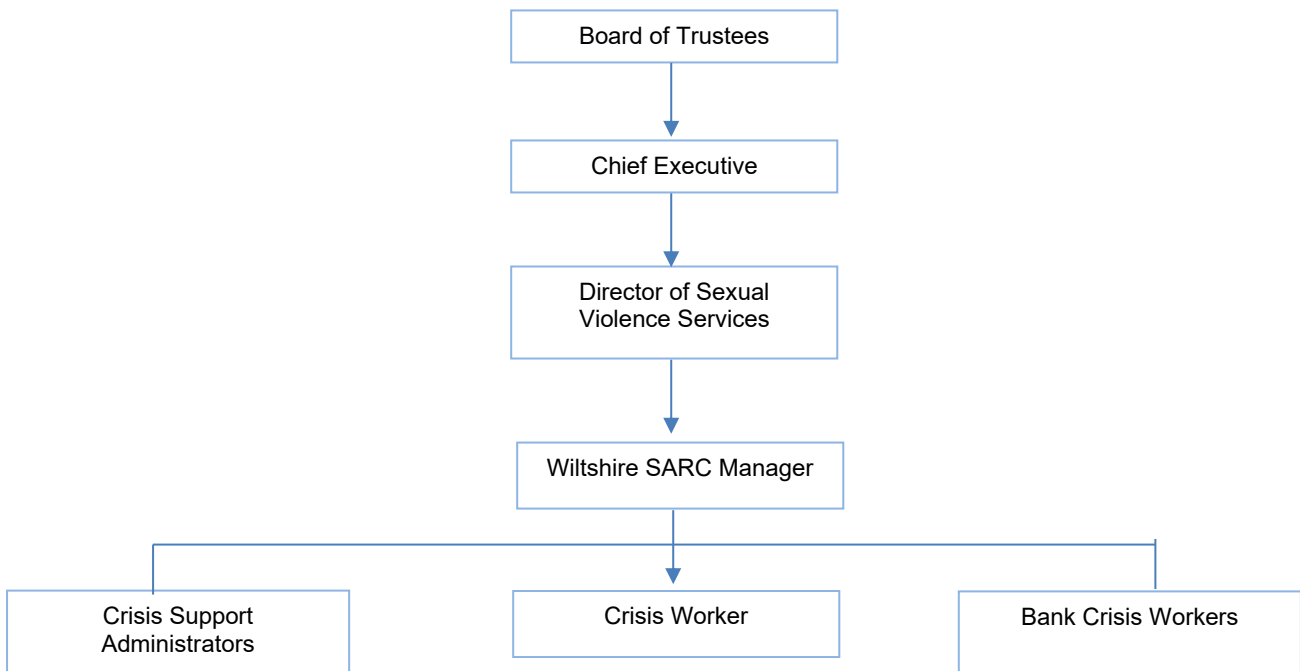 Board of Trustees
Chief Executive
Director of Sexual
Violence Services
Wiltshire SARC Manager
Crisis Support
Administrators
Crisis Worker
Bank Crisis Workers